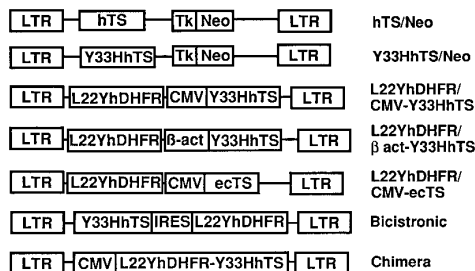 LTR hTS Tk Neo LTR hTS/Neo
LTR Y33HhTS Tk Neo LTR Y33HhTS/Neo
LTR L22YhDHFR CMV Y33HhTS LTR L22YhDHFR/
CMV-Y33HhTS
LTR L22YhDHFR β-act Y33HhTS LTR L22YhDHFR/
β act-Y33HhTS
LTR L22YhDHFR CMV ecTS LTR L22YhDHFR/
CMV-ecTS
LTR Y33HhTS IRES L22YhDHFR LTR Bicistronic
LTR CMV L22YhDHFR-Y33HhTS LTR Chimera